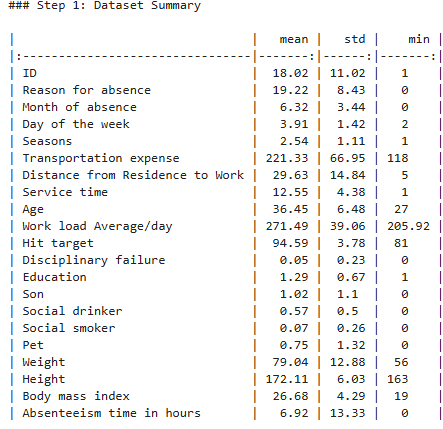 ### Step 1: Dataset Summary
|                                 |   mean |   std |    min |
|:--------------------------------|-------:|------:|-------:|
| ID                              |  18.02 | 11.02 |   1    |
| Reason for absence              |  19.22 |  8.43 |   0    |
| Month of absence                |   6.32 |  3.44 |   0    |
| Day of the week                 |   3.91 |  1.42 |   2    |
| Seasons                         |   2.54 |  1.11 |   1    |
| Transportation expense          | 221.33 | 66.95 | 118    |
| Distance from Residence to Work |  29.63 | 14.84 |   5    |
| Service time                    |  12.55 |  4.38 |   1    |
| Age                             |  36.45 |  6.48 |  27    |
| Work load Average/day           | 271.49 | 39.06 | 205.92 |
| Hit target                      |  94.59 |  3.78 |  81    |
| Disciplinary failure            |   0.05 |  0.23 |   0    |
| Education                       |   1.29 |  0.67 |   1    |
| Son                             |   1.02 |  1.1  |   0    |
| Social drinker                  |   0.57 |  0.5  |   0    |
| Social smoker                   |   0.07 |  0.26 |   0    |
| Pet                             |   0.75 |  1.32 |   0    |
| Weight                          |  79.04 | 12.88 |  56    |
| Height                          | 172.11 |  6.03 | 163    |
| Body mass index                 |  26.68 |  4.29 |  19    |
| Absenteeism time in hours       |   6.92 | 13.33 |   0    |